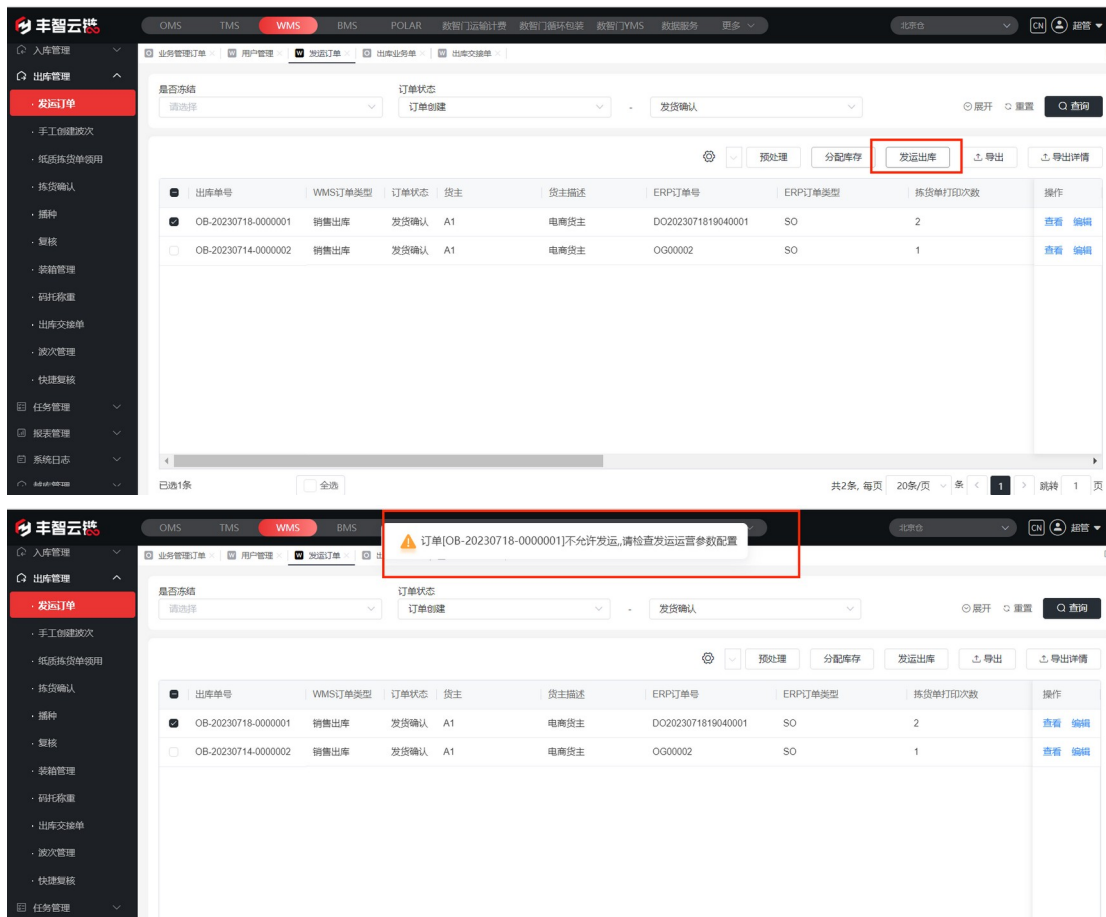 丰智云链 OMS TMS WMS BMS POLAR 数智门运输计费 数智门循环包装 数智门YMS 数据服务 更多 北京仓 CN 超管
入库管理 业务管理订单 用户管理 发运订单 出库业务单 出库交接单
出库管理
是否冻结 订单状态
发运订单 请选择 订单创建 - 发货确认 展开 重置 查询
手工创建波次
纸质拣货单领用 预处理 分配库存 发运出库 导出 导出详情
拣货确认 出库单号 WMS订单类型 订单状态 货主 货主描述 ERP订单号 ERP订单类型 拣货单打印次数 操作
播种 OB-20230718-0000001 销售出库 发货确认 A1 电商货主 DO2023071819040001 SO 2 查看 编辑
复核 OB-20230714-0000002 销售出库 发货确认 A1 电商货主 OG00002 SO 1 查看 编辑
装箱管理
码托称重
出库交接单
波次管理
快捷复核
任务管理
报表管理
系统日志
越库管理 已选1条 全选 共2条, 每页 20条/页 条 1 跳转 1 页
丰智云链 OMS TMS WMS BMS 北京仓 CN 超管
订单[OB-20230718-0000001]不允许发运,,请检查发运运营参数配置
入库管理 业务管理订单 用户管理 发运订单
出库管理
是否冻结 订单状态
发运订单 请选择 订单创建 - 发货确认 展开 重置 查询
手工创建波次
纸质拣货单领用 预处理 分配库存 发运出库 导出 导出详情
拣货确认 出库单号 WMS订单类型 订单状态 货主 货主描述 ERP订单号 ERP订单类型 拣货单打印次数 操作
播种 OB-20230718-0000001 销售出库 发货确认 A1 电商货主 DO2023071819040001 SO 2 查看 编辑
复核 OB-20230714-0000002 销售出库 发货确认 A1 电商货主 OG00002 SO 1 查看 编辑
装箱管理
码托称重
出库交接单
波次管理
快捷复核
任务管理